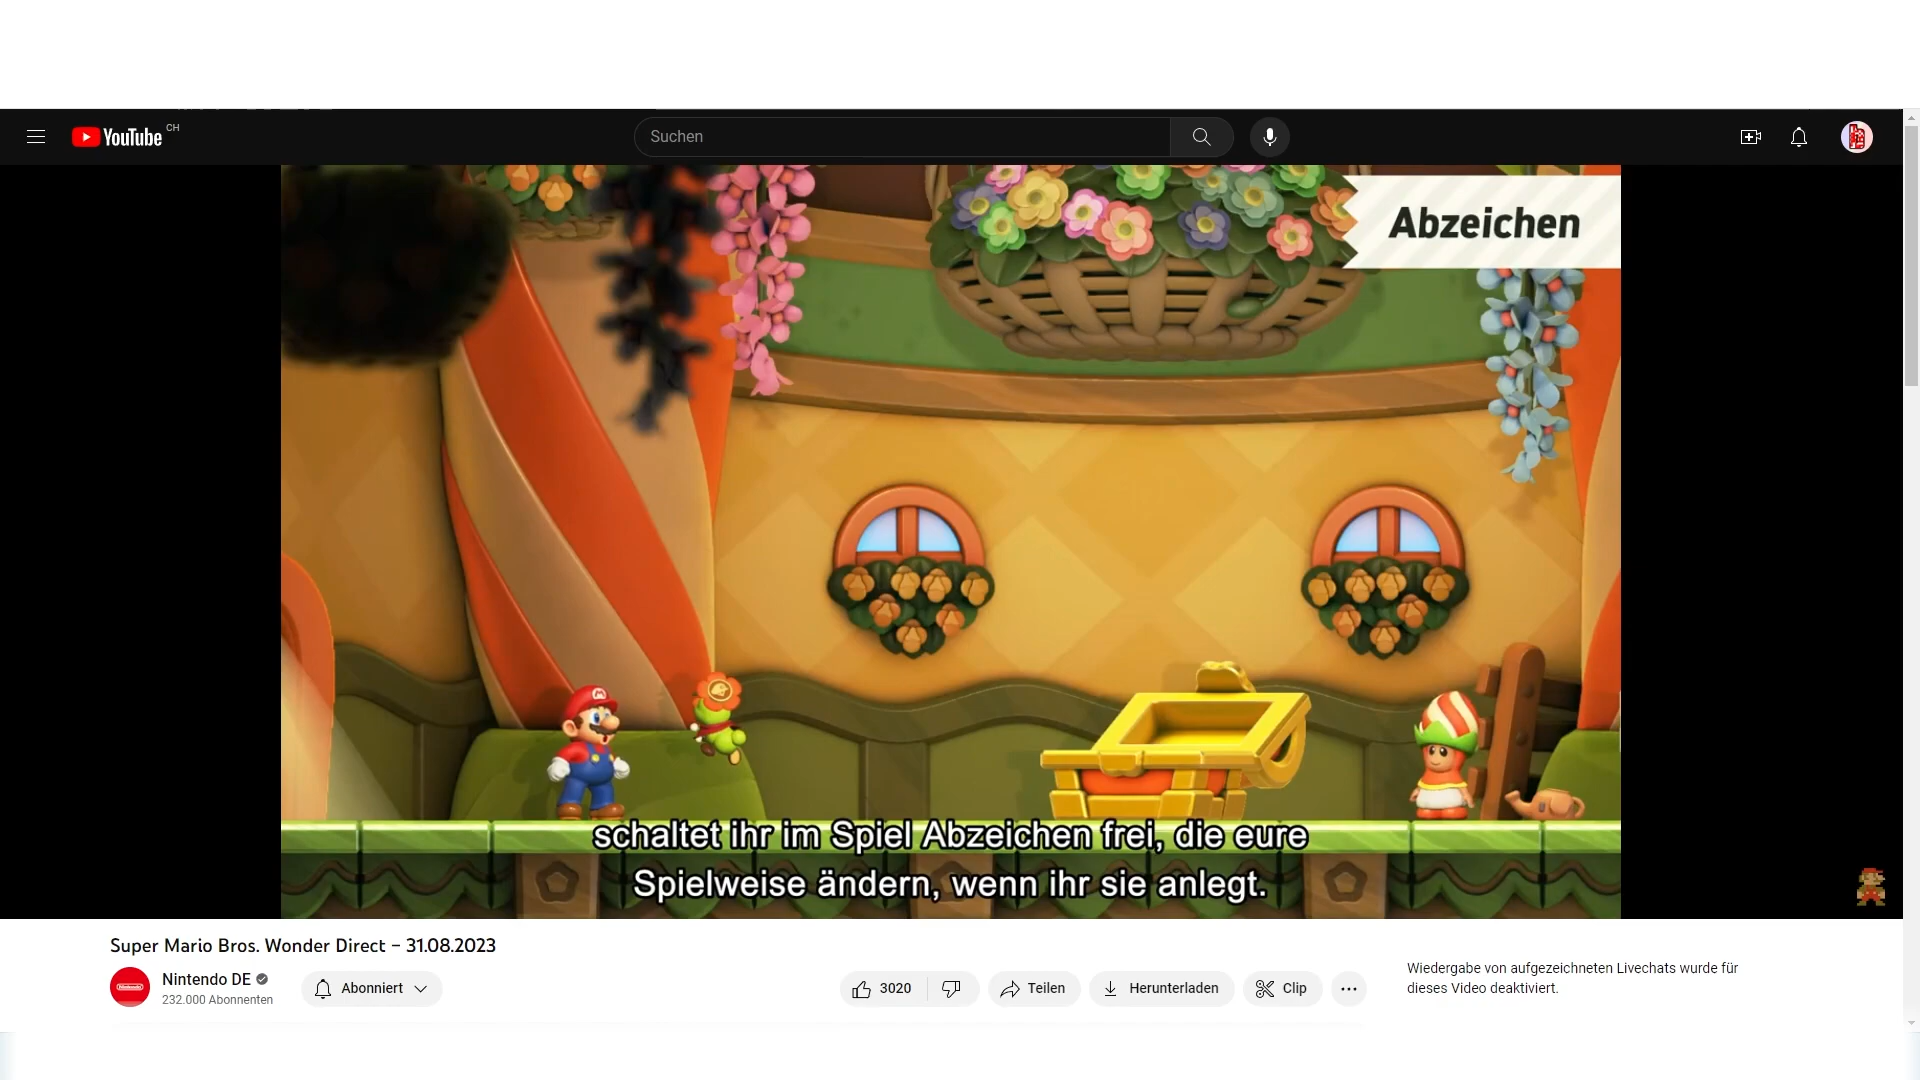 YouTube CH
Suchen
Abzeichen
schaltet ihr im Spiel Abzeichen frei, die eure
Spielweise ändern, wenn ihr sie anlegt.
Super Mario Bros. Wonder Direct – 31.08.2023
Nintendo DE
232.000 Abonnenten
Abonniert
3020
Teilen
Herunterladen
Clip
Wiedergabe von aufgezeichneten Livechats wurde für
dieses Video deaktiviert.